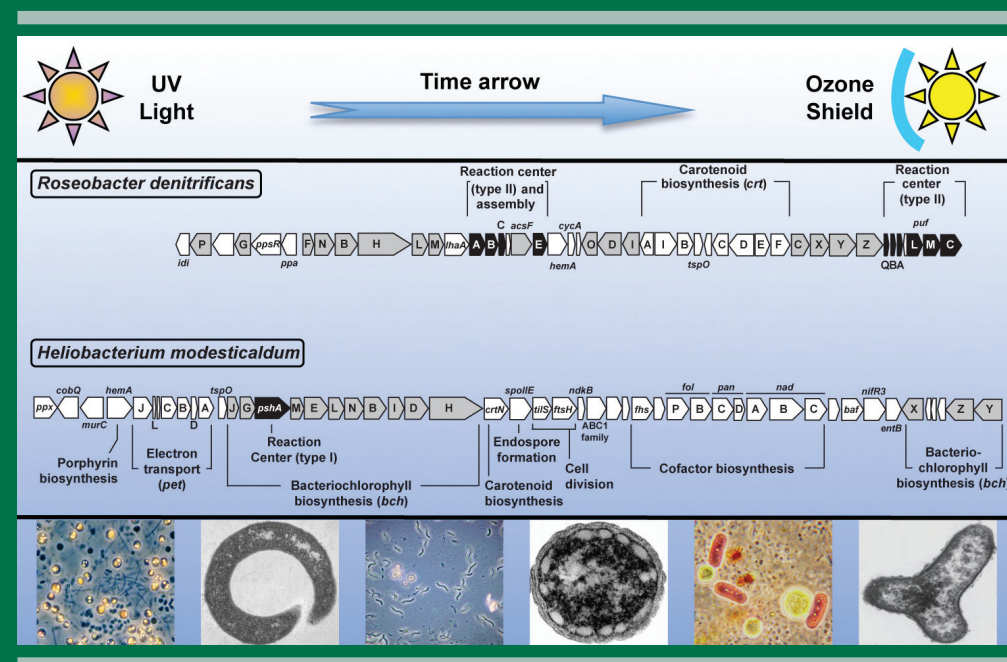 UV
Light
Time arrow
Ozone
Shield
Roseobacter denitrificans
Reaction center
(type II) and
assembly
Carotenoid
biosynthesis (crt)
Reaction
center
(type II)
C acsF cycA puf
P G ppsR F N B H L M lhaA A B E O D I A I B C D E F C X Y Z L M C
idi ppa hemA tspO QBA
Heliobacterium modesticaldum
cobQ hemA tspO spoIIE ndkB fol pan nad nifR3
ppx J C B A J G pshA M E L N B I D H crtN tilS ftsH fhs P B C D A B C baf X Z Y
murC L D ABC1 entB
family
Porphyrin
biosynthesis
Electron
transport
(pet)
Reaction
Center (type I)
Bacteriochlorophyll
biosynthesis (bch)
Carotenoid
biosynthesis
Endospore
formation
Cell
division
Cofactor biosynthesis
Bacterio-
chlorophyll
biosynthesis (bch)